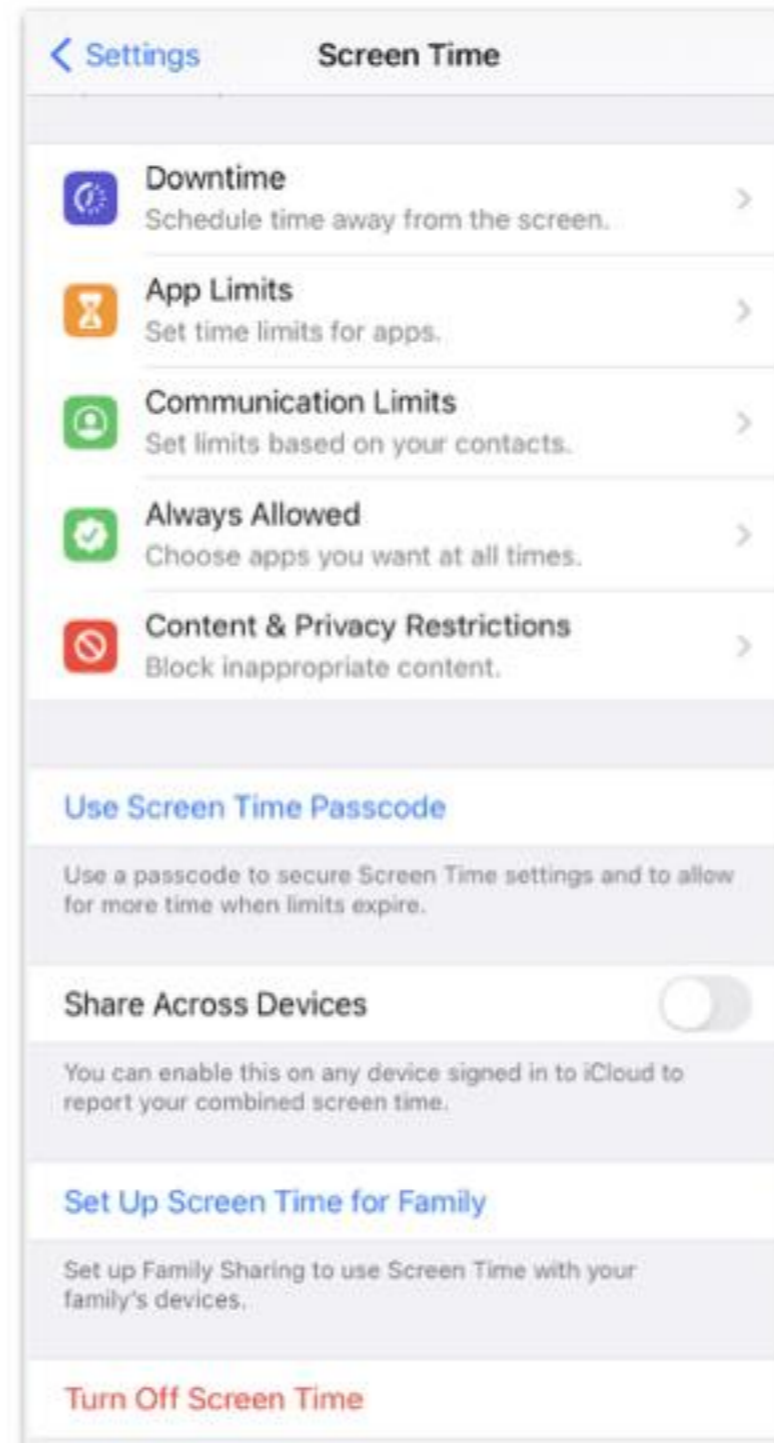 Settings
Screen Time
Downtime
Schedule time away from the screen.
App Limits
Set time limits for apps.
Communication Limits
Set limits based on your contacts.
Always Allowed
Choose apps you want at all times.
Content & Privacy Restrictions
Block inappropriate content.
Use Screen Time Passcode
Use a passcode to secure Screen Time settings and to allow
for more time when limits expire.
Share Across Devices
You can enable this on any device signed in to iCloud to
report your combined screen time.
Set Up Screen Time for Family
Set up Family Sharing to use Screen Time with your
family's devices.
Turn Off Screen Time